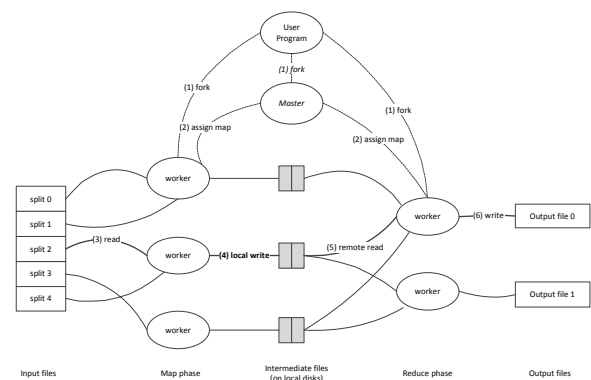 User
Program
(1) fork
(1) fork
(1) fork
Master
(2) assign map
(2) assign map
worker
split 0
split 1
split 2
split 3
split 4
(3) read
worker
(4) local write
(5) remote read
worker
(6) write
Output file 0
worker
Output file 1
worker
Input files
Map phase
Intermediate files
(on local disks)
Reduce phase
Output files